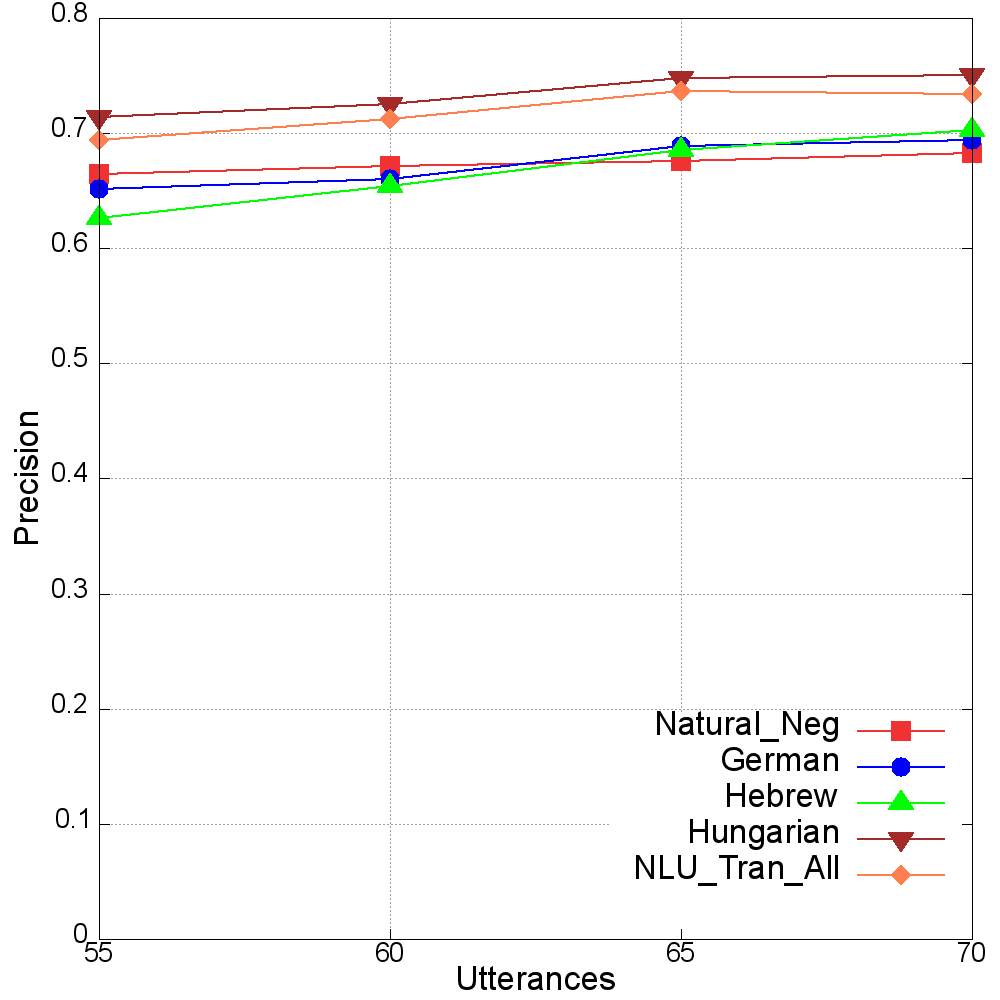 0.8
0.7
0.6
0.5
0.4
0.3
0.2
0.1
0
Precision
Natural_Neg
German
Hebrew
Hungarian
NLU_Tran_All
55 60 65 70
Utterances